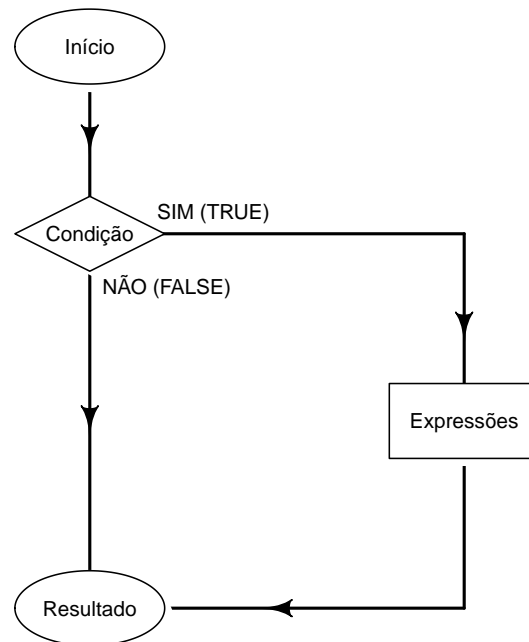 Início
SIM (TRUE)
Condição
NÃO (FALSE)
Expressões
Resultado